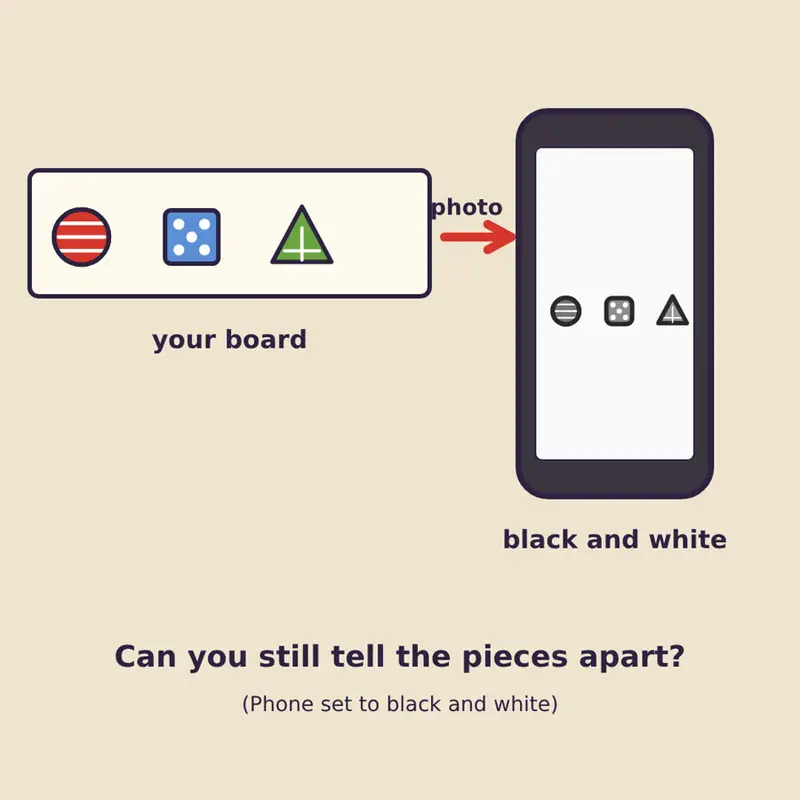 photo
your board
black and white
Can you still tell the pieces apart?
(Phone set to black and white)